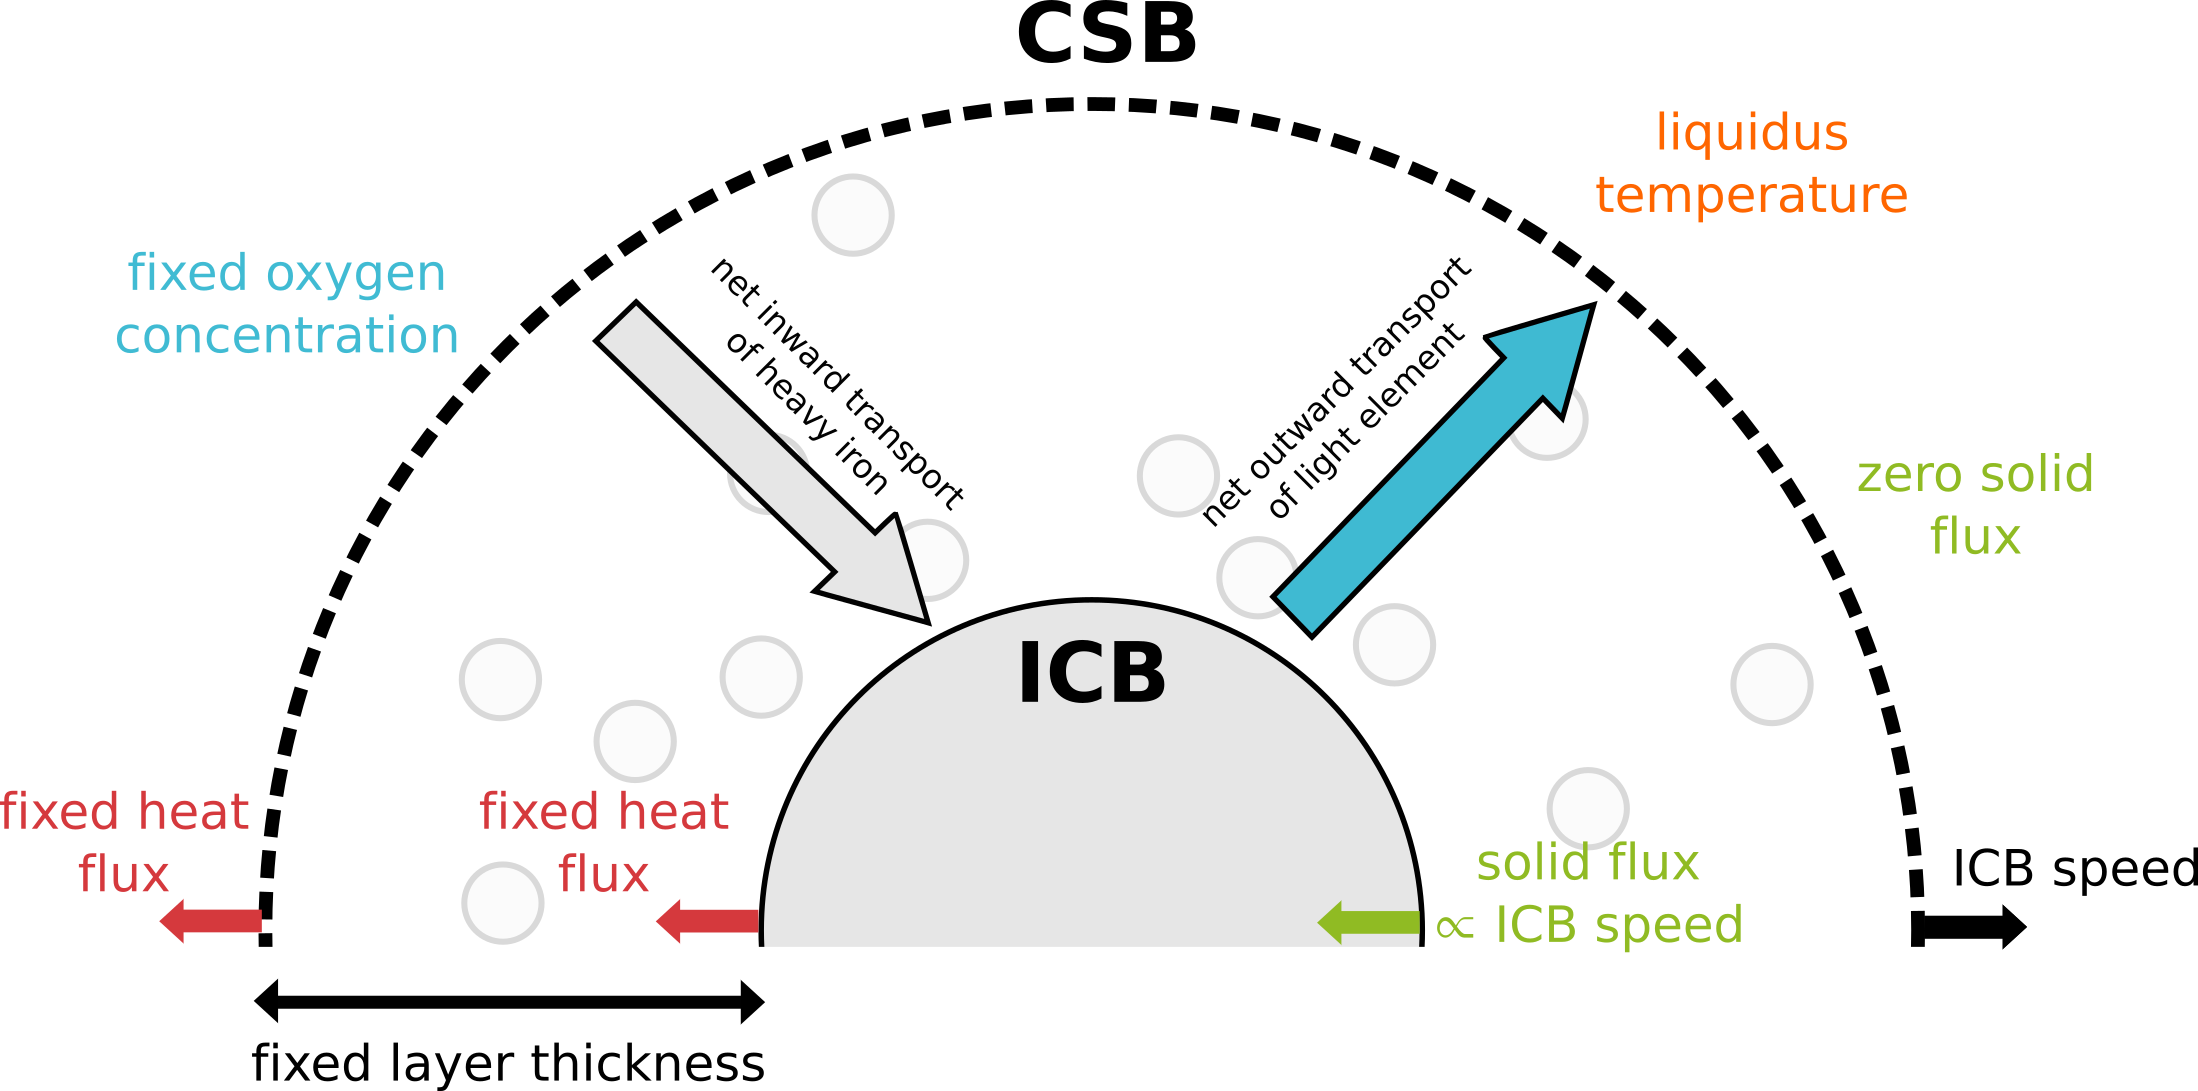 CSB
liquidus
temperature
fixed oxygen
concentration
net inward transport
of heavy iron
net outward transport
of light element
zero solid
flux
ICB
fixed heat
flux
fixed heat
flux
solid flux
∝ ICB speed
ICB speed
fixed layer thickness